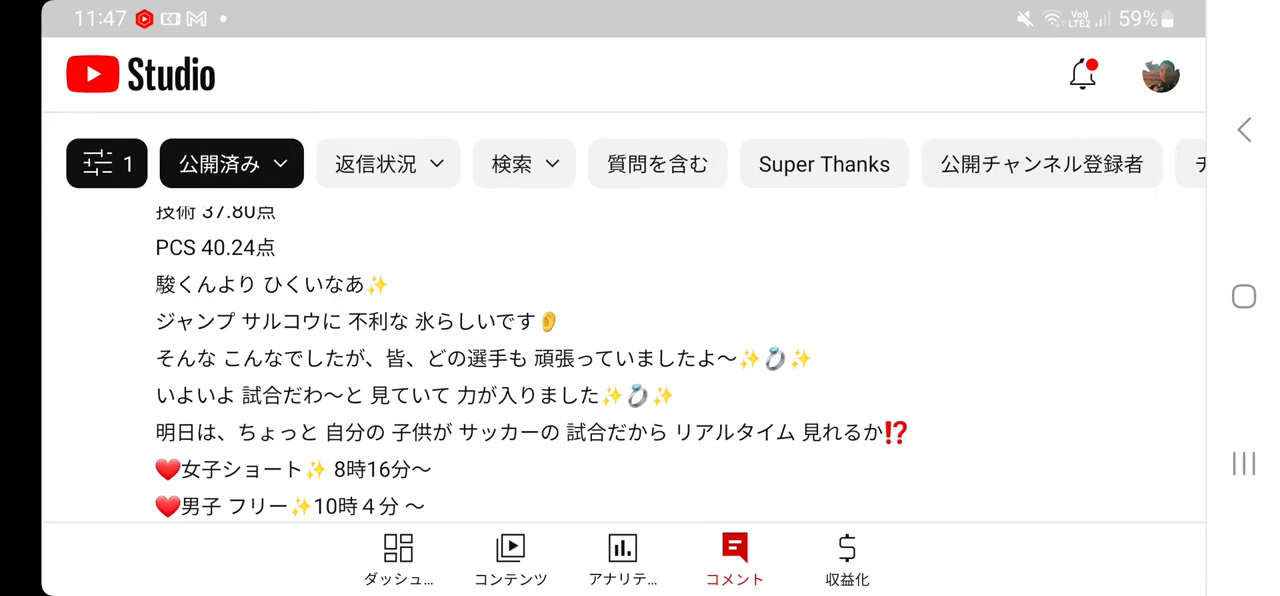 11:47
Vo)) LTE2 59%
Studio
1 公開済み 返信状況 検索 質問を含む Super Thanks 公開チャンネル登録者
技術 37.80点
PCS 40.24点
駿くんより ひくいなあ✨
ジャンプ サルコウに 不利な 氷らしいです👂
そんな こんなでしたが、皆、どの選手も 頑張っていましたよ〜✨💍✨
いよいよ 試合だわ〜と 見ていて 力が入りました✨💍✨
明日は、ちょっと 自分の 子供が サッカーの 試合だから リアルタイム 見れるか⁉️
❤️女子ショート✨ 8時16分〜
❤️男子 フリー✨10時４分 〜
ダッシュ... コンテンツ アナリテ... コメント 収益化